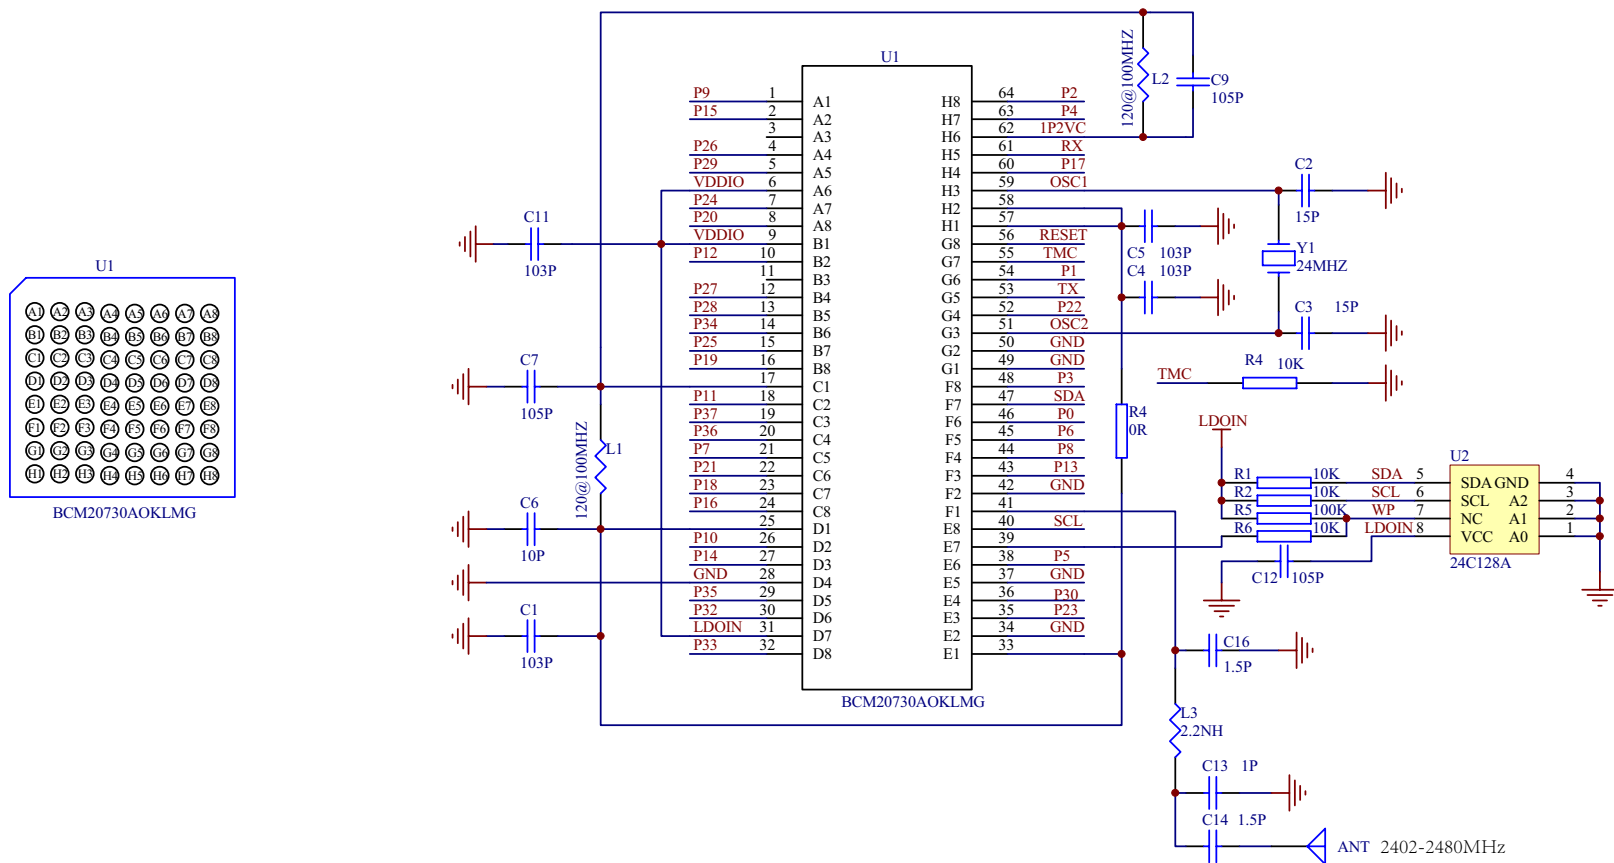 U1
A1 A2 A3 A4 A5 A6 A7 A8
B1 B2 B3 B4 B5 B6 B7 B8
C1 C2 C3 C4 C5 C6 C7 C8
D1 D2 D3 D4 D5 D6 D7 D8
E1 E2 E3 E4 E5 E6 E7 E8
F1 F2 F3 F4 F5 F6 F7 F8
G1 G2 G3 G4 G5 G6 G7 G8
H1 H2 H3 H4 H5 H6 H7 H8
BCM20730AOKLMG
C11
103P
C7
105P
120@100MHZ
L1
C6
10P
C1
103P
U1
P9 1 A1
P15 2 A2
3 A3
P26 4 A4
P29 5 A5
VDDIO 6 A6
P24 7 A7
P20 8 A8
VDDIO 9 B1
P12 10 B2
11 B3
P27 12 B4
P28 13 B5
P34 14 B6
P25 15 B7
P19 16 B8
17 C1
P11 18 C2
P37 19 C3
P36 20 C4
P7 21 C5
P21 22 C6
P18 23 C7
P16 24 C8
25 D1
P10 26 D2
P14 27 D3
GND 28 D4
P35 29 D5
P32 30 D6
LDOIN 31 D7
P33 32 D8
H8 64 P2
H7 63 P4
H6 62 1P2VC
H5 61 RX
H4 60 P17
H3 59 OSC1
H2 58
H1 57
G8 56 RESET
G7 55 TMC
G6 54 P1
G5 53 TX
G4 52 P22
G3 51 OSC2
G2 50 GND
G1 49 GND
F8 48 P3
F7 47 SDA
F6 46 P0
F5 45 P6
F4 44 P8
F3 43 P13
F2 42 GND
F1 41
E8 40 SCL
E7 39
E6 38 P5
E5 37 GND
E4 36 P30
E3 35 P23
E2 34 GND
E1 33
BCM20730AOKLMG
120@100MHZ
L2
C9
105P
C2
15P
C5 103P
C4 103P
Y1
24MHZ
C3 15P
R4 10K
TMC
R4
0R
LDOIN
R1 10K SDA 5
R2 10K SCL 6
R5 100K WP 7
R6 10K LDOIN 8
C12 105P
U2
SDA GND 4
SCL A2 3
NC A1 2
VCC A0 1
24C128A
C16
1.5P
L3
2.2NH
C13 1P
C14 1.5P
ANT 2402-2480MHz